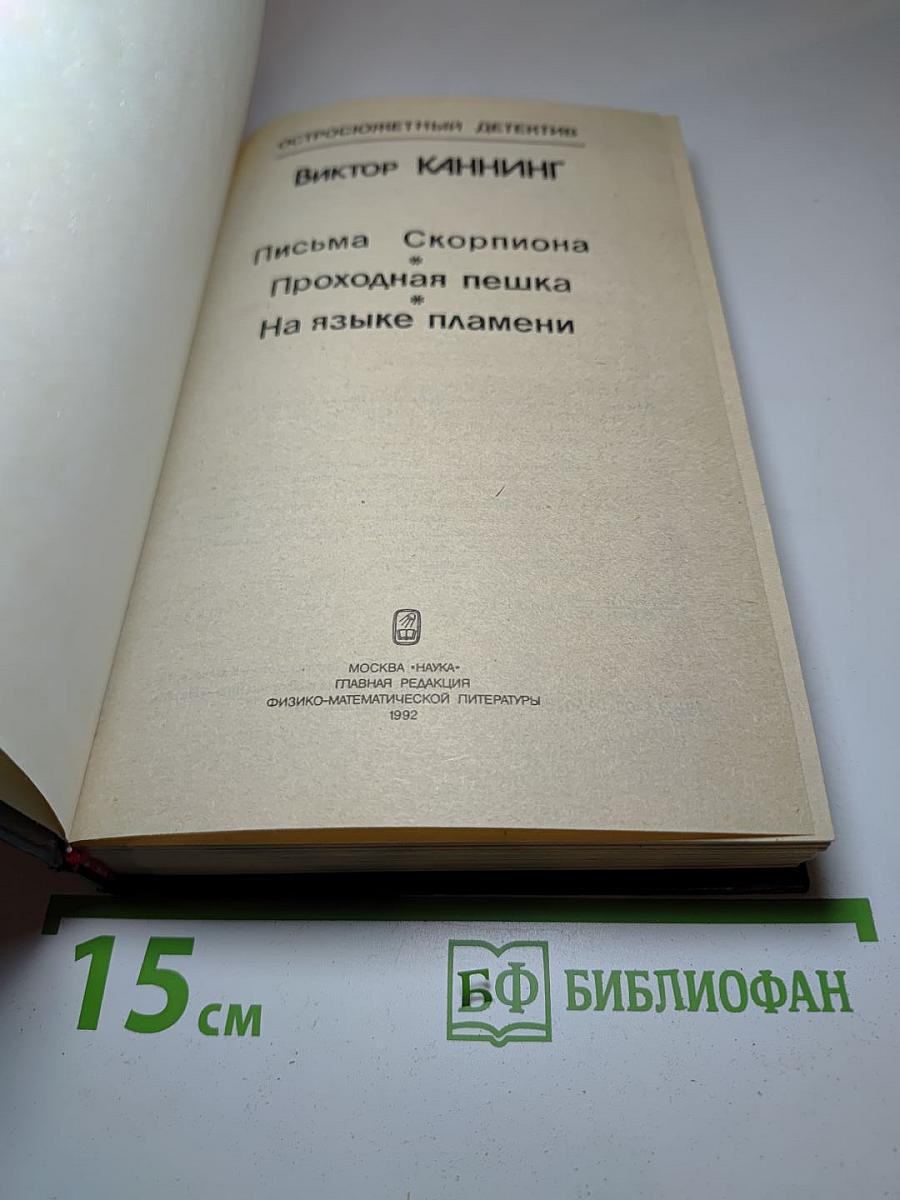 ОСТРОСЮЖЕТНЫЙ ДЕТЕКТИВ
ВИКТОР КАННИНГ
Письма Скорпиона
*
Проходная пешка
*
На языке пламени
МОСКВА «НАУКА»
ГЛАВНАЯ РЕДАКЦИЯ
ФИЗИКО-МАТЕМАТИЧЕСКОЙ ЛИТЕРАТУРЫ
1992
15 см
БФ БИБЛИОФАН